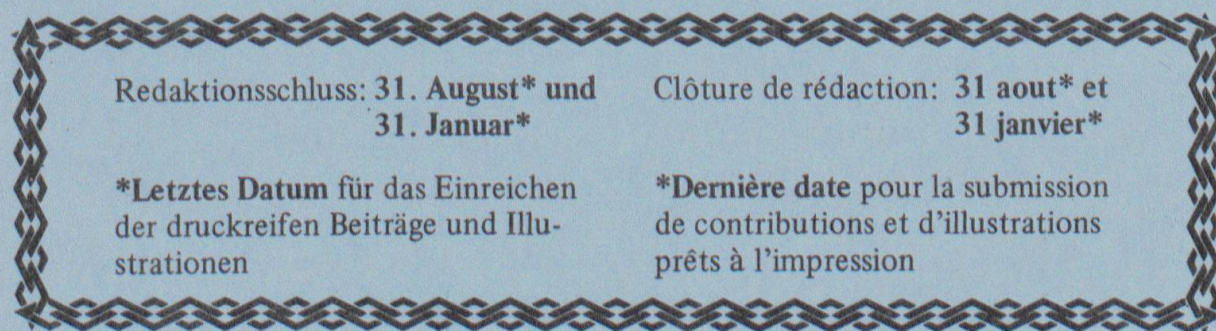 Redaktionsschluss: 31. August* und
31. Januar*
*Letztes Datum für das Einreichen
der druckreifen Beiträge und Illu-
strationen
Clôture de rédaction: 31 aout* et
31 janvier*
*Dernière date pour la submission
de contributions et d'illustrations
prêts à l'impression